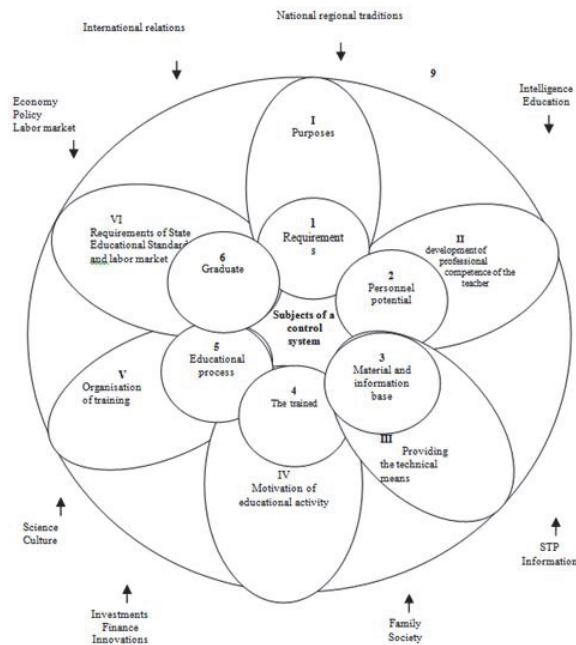 National regional traditions
International relations
9
Intelligence
Education
Economy
Policy
Labor market
I
Purposes
VI
Requirements of State
Educational Standard
and labor market
1
Requirement
s
II
development of
professional
competence of the
teacher
6
Graduate
2
Personnel
potential
Subjects of a
control
system
5
Educational
process
3
Material and
information
base
V
Organisation
of training
4
The trained
III
Providing
the technical
means
IV
Motivation of
educational activity
Science
Culture
STP
Information
Investments
Finance
Innovations
Family
Society